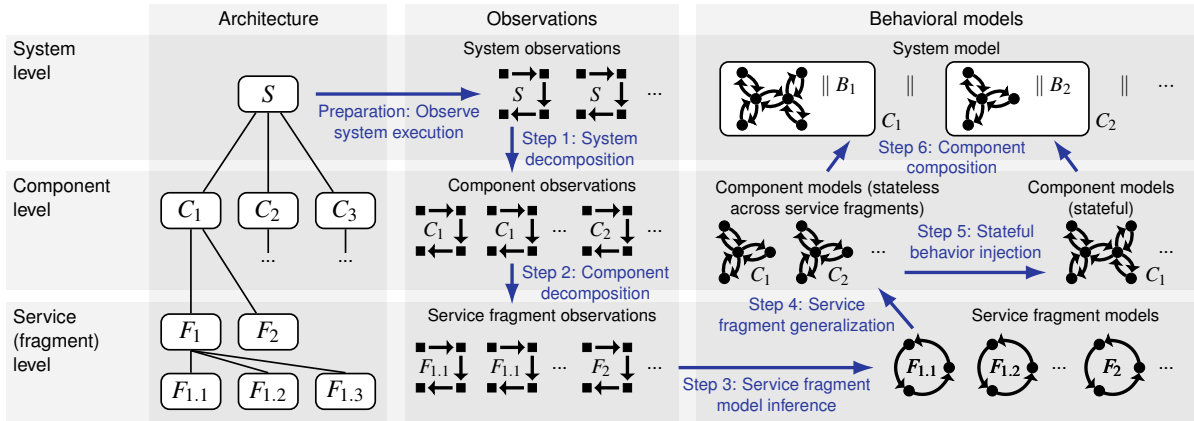 Architecture
Observations
Behavioral models
System
level
S
Preparation: Observe
system execution
System observations
S
S
...
Step 1: System
decomposition
System model
∥ B1
∥
∥ B2
∥
...
C1
C2
Step 6: Component
composition
Component
level
C1
C2
C3
...
...
Component observations
C1
C1
...
C2
...
Step 2: Component
decomposition
Component models (stateless
across service fragments)
C1
C2
...
Step 5: Stateful
behavior injection
Component models
(stateful)
C1
...
Step 4: Service
fragment generalization
Service
(fragment)
level
F1
F2
F1.1
F1.2
F1.3
Service fragment observations
F1.1
F1.1
...
F2
...
Step 3: Service fragment
model inference
Service fragment models
F1.1
F1.2
...
F2
...